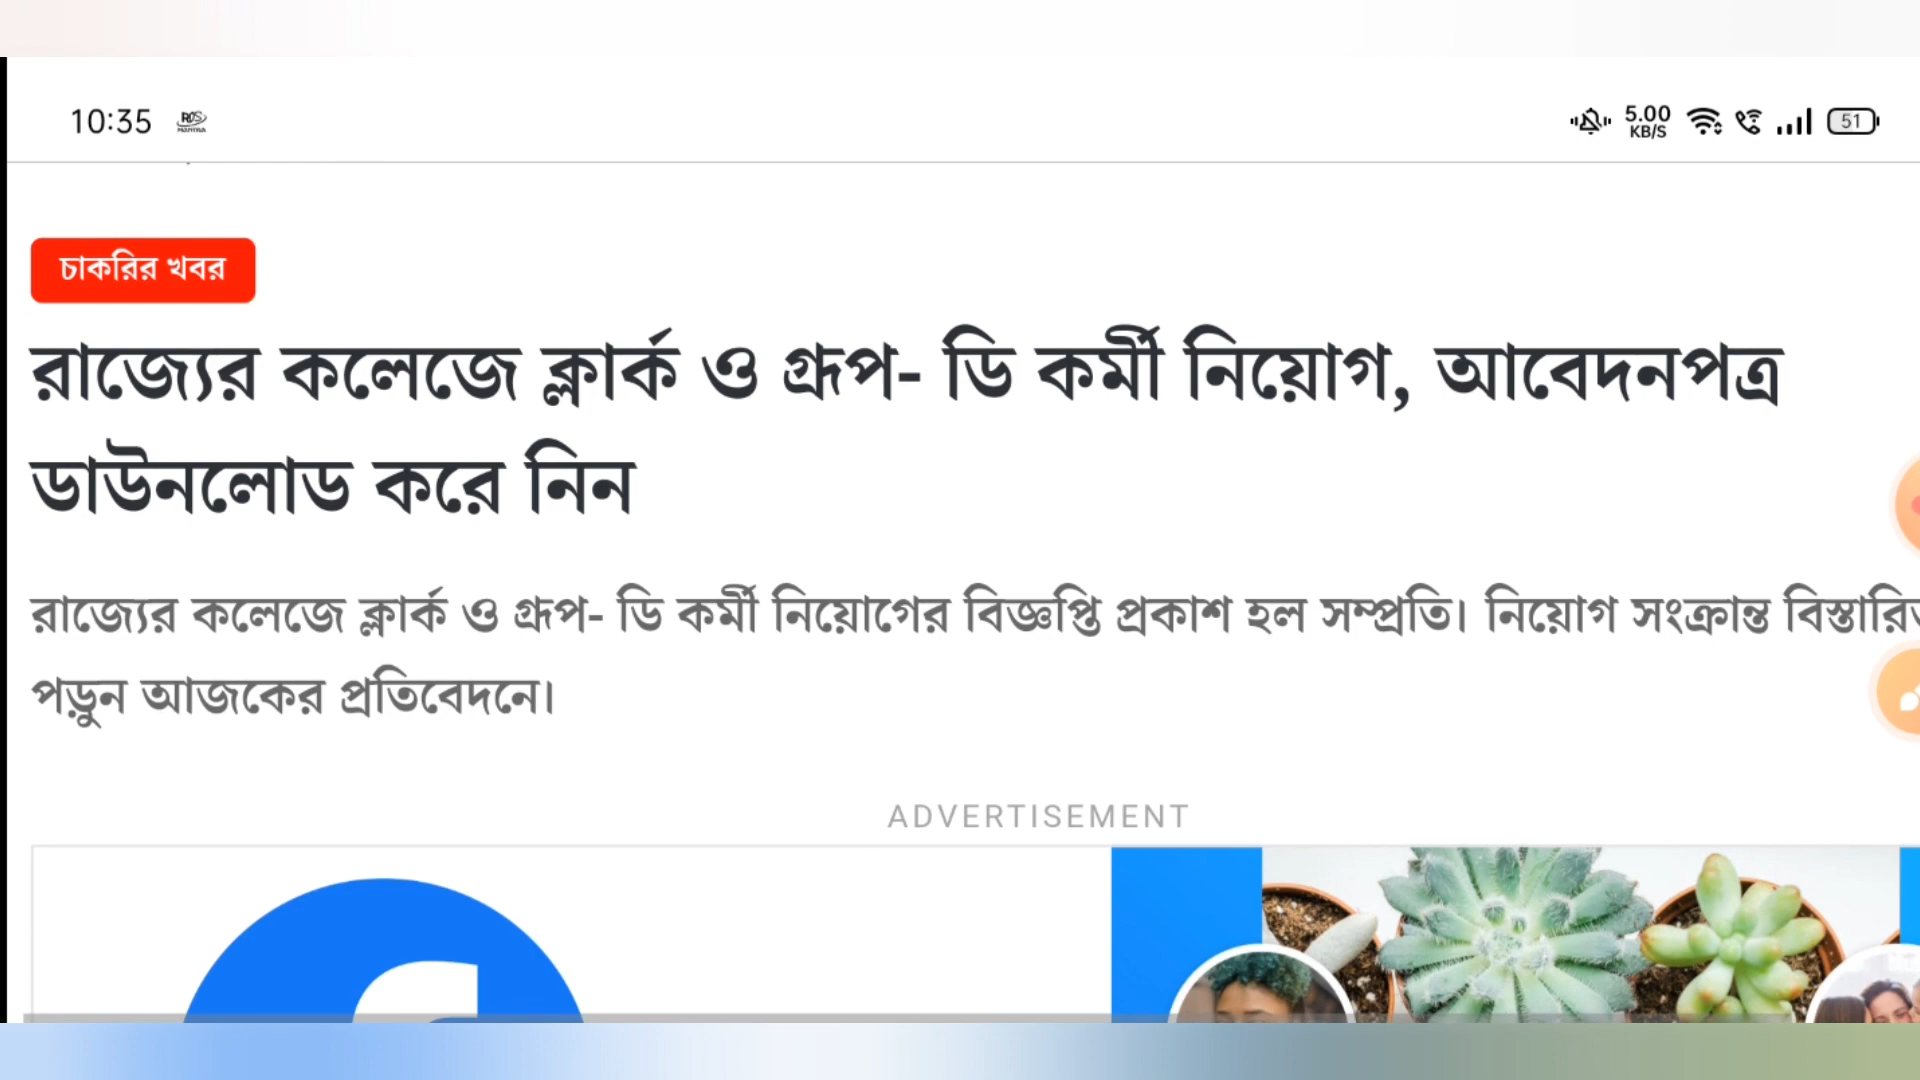 10:35
5.00
KB/S
51
চাকরির খবর
রাজ্যের কলেজে ক্লার্ক ও গ্রূপ- ডি কর্মী নিয়োগ, আবেদনপত্র
ডাউনলোড করে নিন
রাজ্যের কলেজে ক্লার্ক ও গ্রূপ- ডি কর্মী নিয়োগের বিজ্ঞপ্তি প্রকাশ হল সম্প্রতি। নিয়োগ সংক্রান্ত
পড়ুন আজকের প্রতিবেদনে।
ADVERTISEMENT